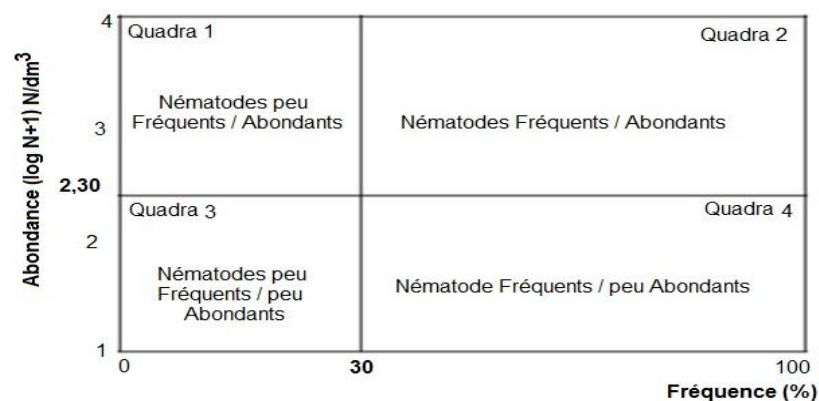 Abondance (log N+1) N/dm³
4
3
2,30
2
1
Quadra 1
Nématodes peu
Fréquents / Abondants
Quadra 2
Nématodes Fréquents / Abondants
Quadra 3
Nématodes peu
Fréquents / peu
Abondants
Quadra 4
Nématode Fréquents / peu Abondants
0
30
100
Fréquence (%)